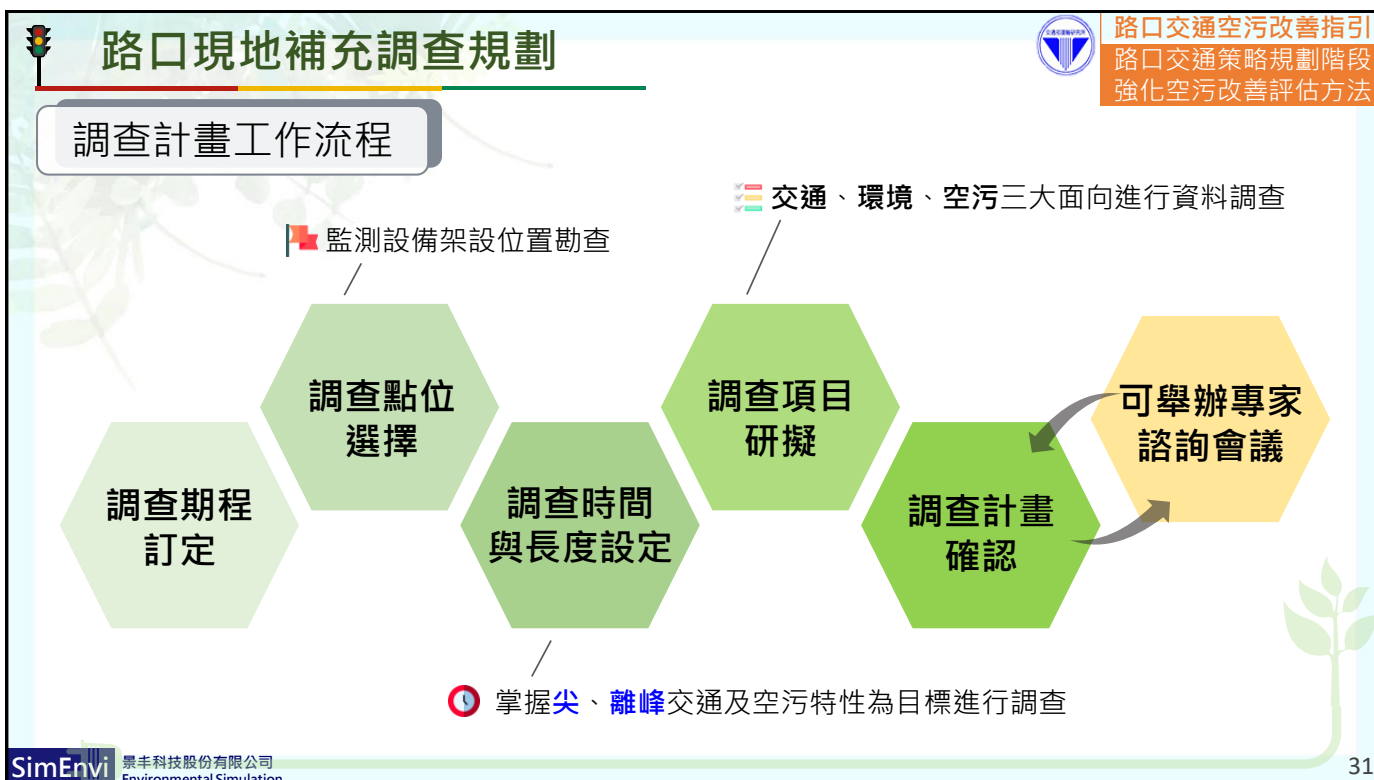 路口現地補充調查規劃
路口交通空污改善指引
路口交通策略規劃階段
強化空污改善評估方法
調查計畫工作流程
交通、環境、空污三大面向進行資料調查
監測設備架設位置勘查
調查期程
訂定
調查點位
選擇
調查時間
與長度設定
調查項目
研擬
調查計畫
確認
可舉辦專家
諮詢會議
掌握尖、離峰交通及空污特性為目標進行調查
SimEnvi
景丰科技股份有限公司
Environmental Simulation
31